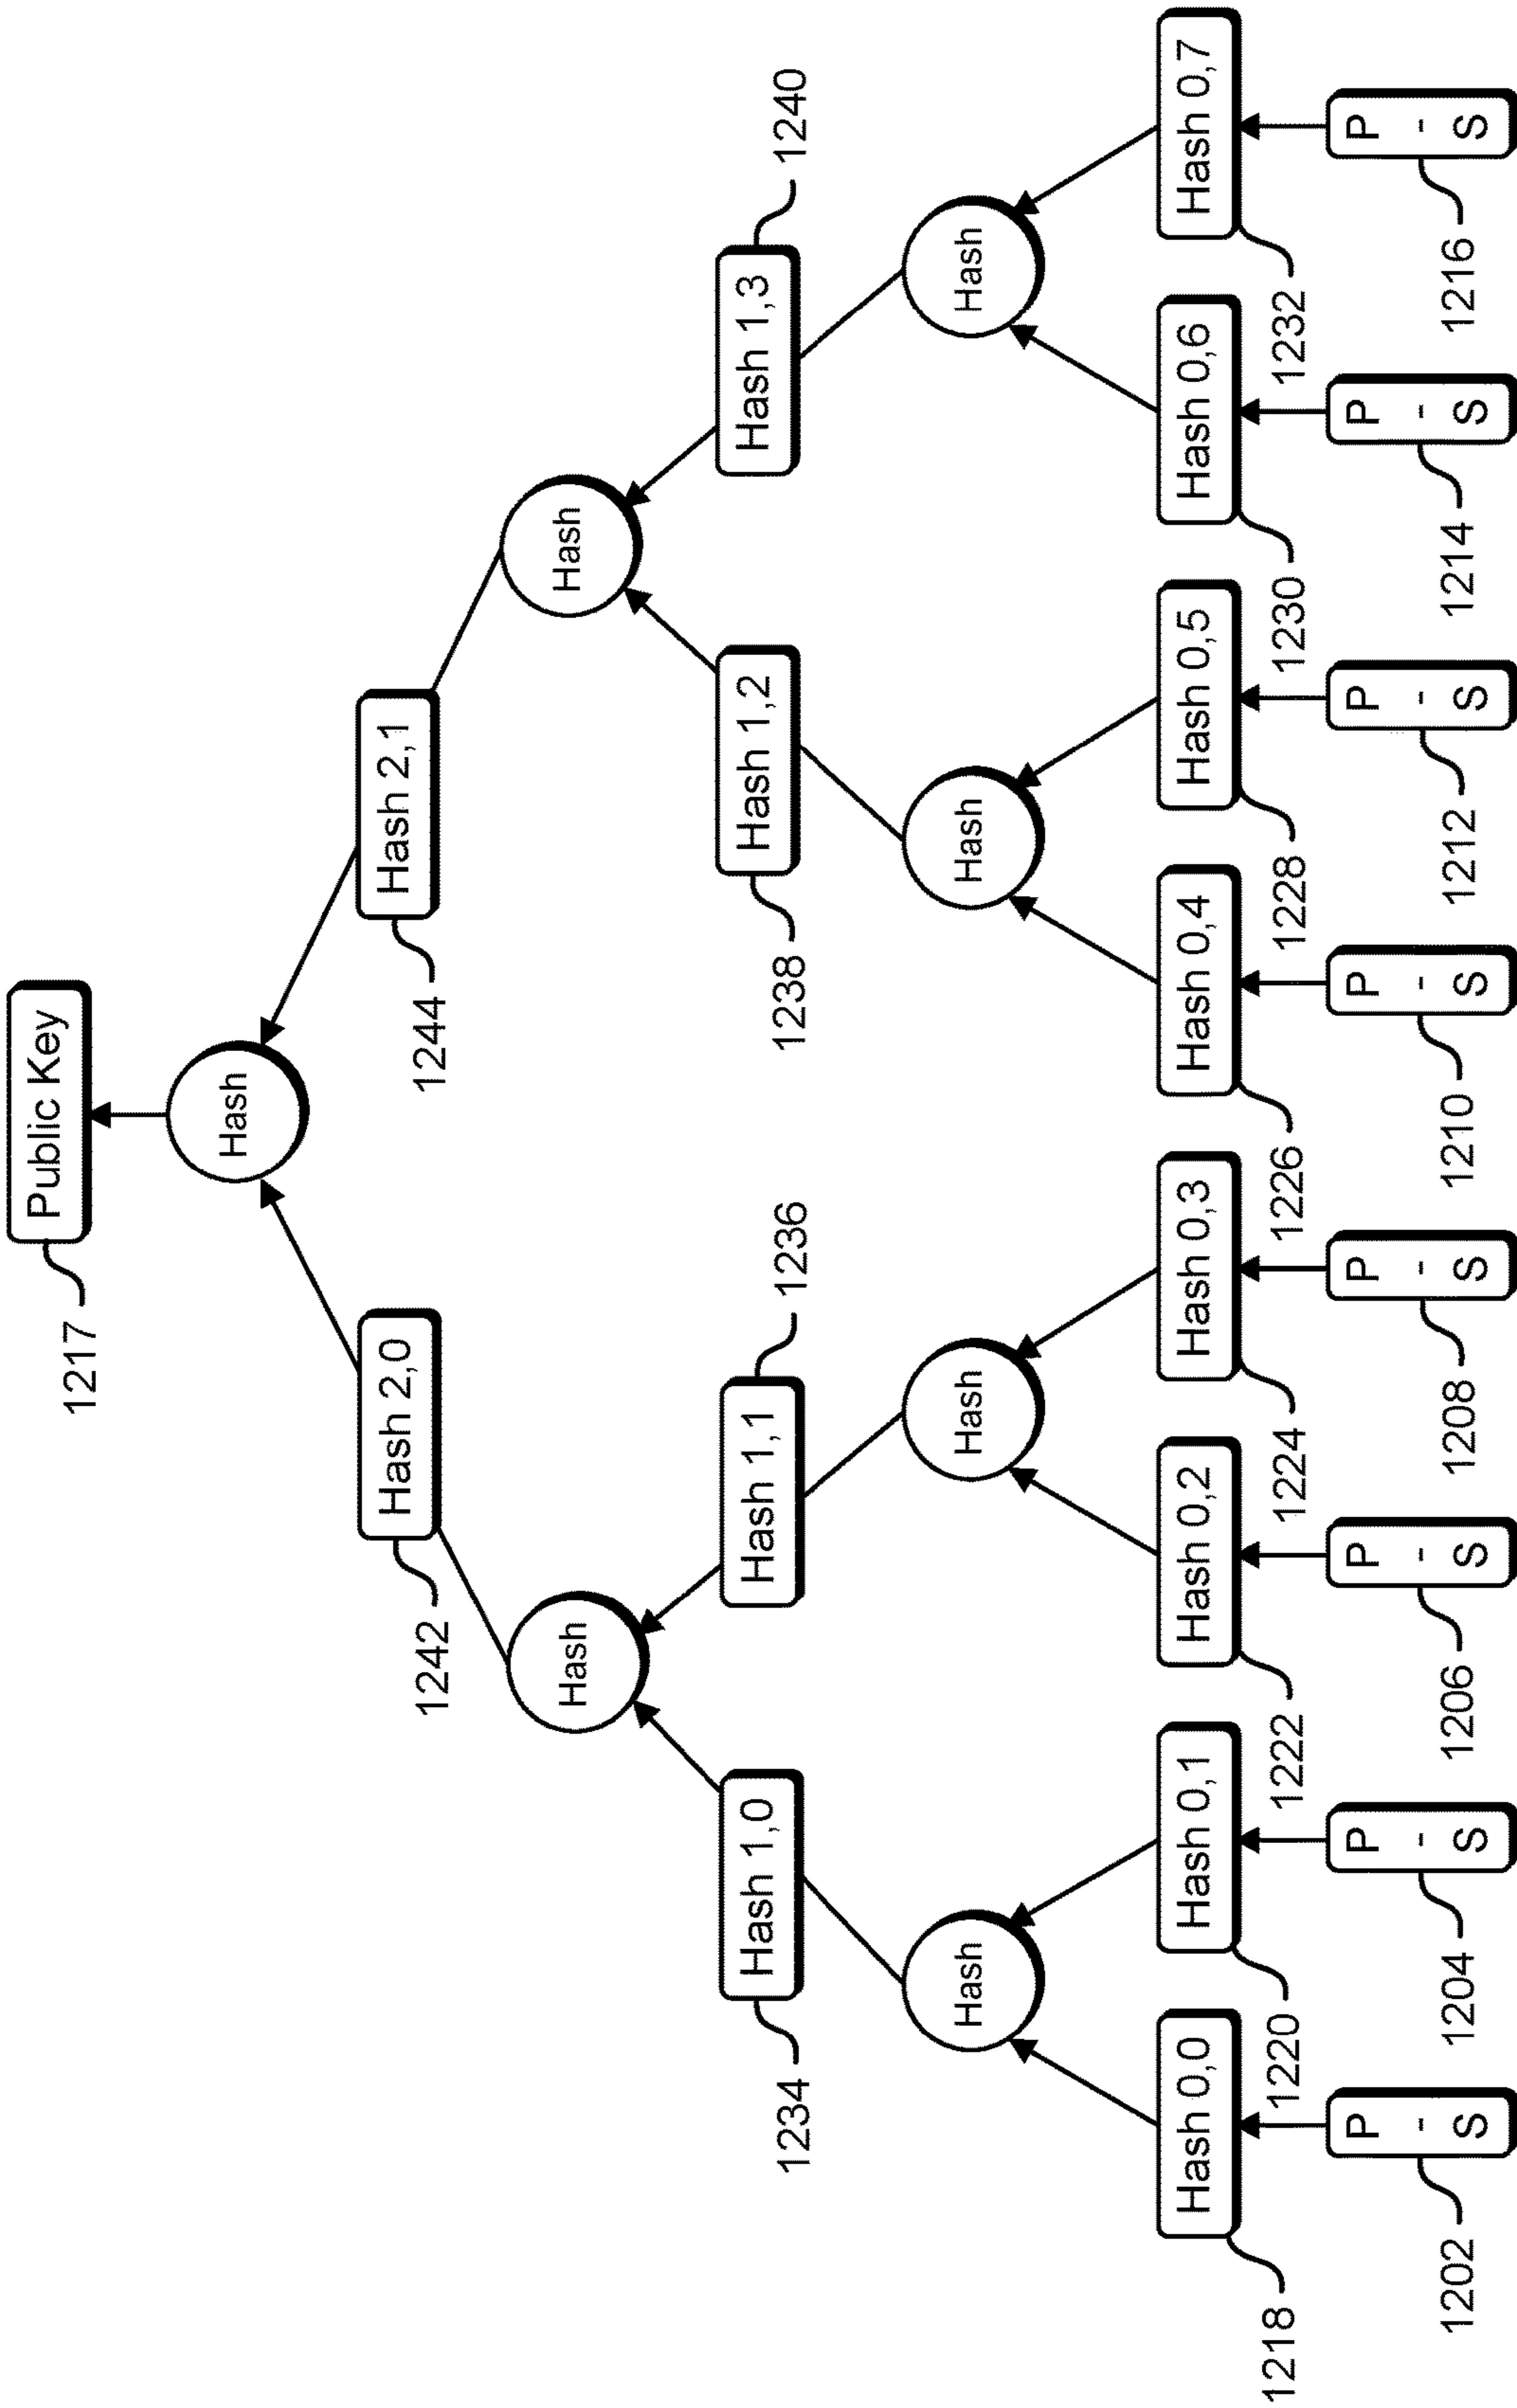 Public Key
1217
Hash
Hash 2,0
Hash 2,1
1242
1244
Hash
Hash
Hash 1,0
Hash 1,1
Hash 1,2
Hash 1,3
1234
1236
1238
1240
Hash
Hash
Hash
Hash
Hash 0,0
Hash 0,1
Hash 0,2
Hash 0,3
Hash 0,4
Hash 0,5
Hash 0,6
Hash 0,7
1218
1220
1222
1224
1226
1228
1230
1232
P - S
P - S
P - S
P - S
P - S
P - S
P - S
P - S
1202
1204
1206
1208
1210
1212
1214
1216